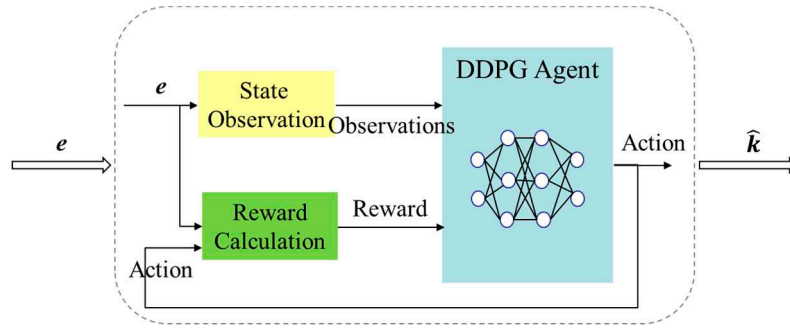 e
e
State
Observation
Observations
DDPG Agent
Action
k̂
Reward
Calculation
Reward
Action